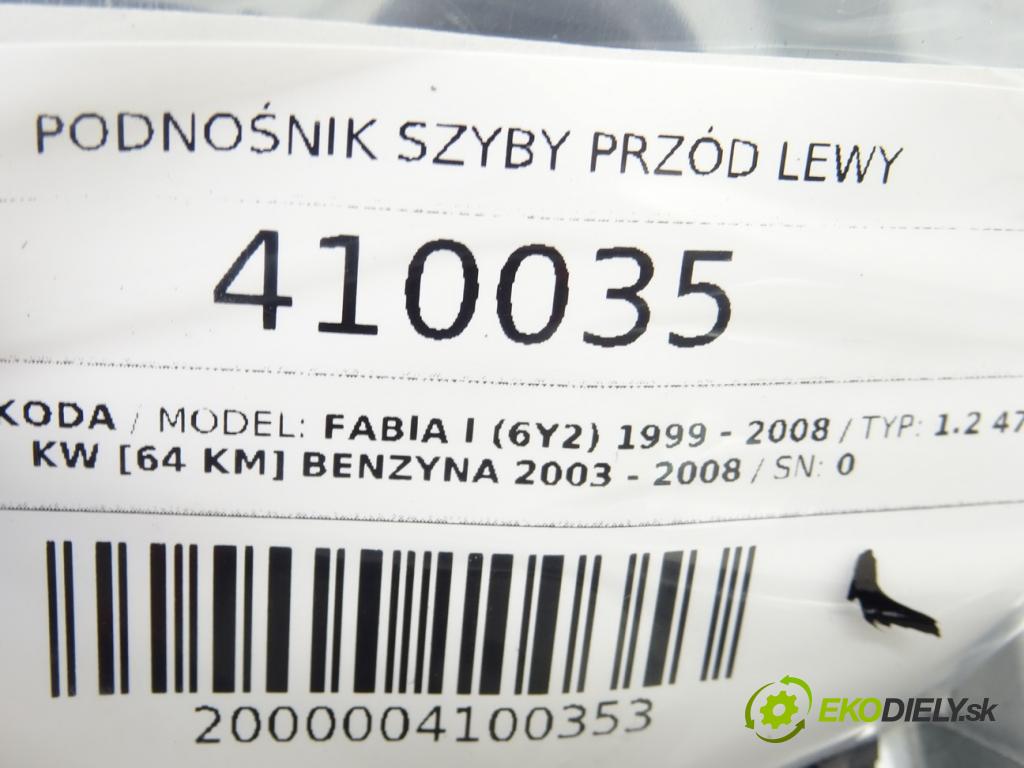 PODNOŚNIK SZYBY PRZÓD LEWY
410035
KODA / MODEL: FABIA I (6Y2) 1999 - 2008 / TYP: 1.2 47
KW [64 KM] BENZYNA 2003 - 2008 / SN: 0
2000004100353
EKODIELY.sk